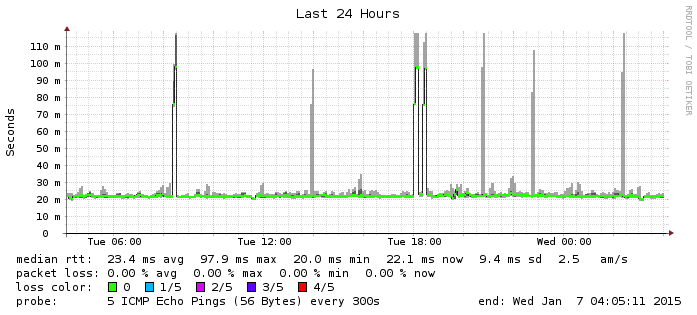 Last 24 Hours
RRDTOOL / TOBI OETIKER
Seconds
110 m
100 m
90 m
80 m
70 m
60 m
50 m
40 m
30 m
20 m
10 m
0
Tue 06:00 Tue 12:00 Tue 18:00 Wed 00:00
median rtt: 23.4 ms avg 97.9 ms max 20.0 ms min 22.1 ms now 9.4 ms sd 2.5 am/s
packet loss: 0.00 % avg 0.00 % max 0.00 % min 0.00 % now
loss color: 0 1/5 2/5 3/5 4/5
probe: 5 ICMP Echo Pings (56 Bytes) every 300s end: Wed Jan 7 04:05:11 2015